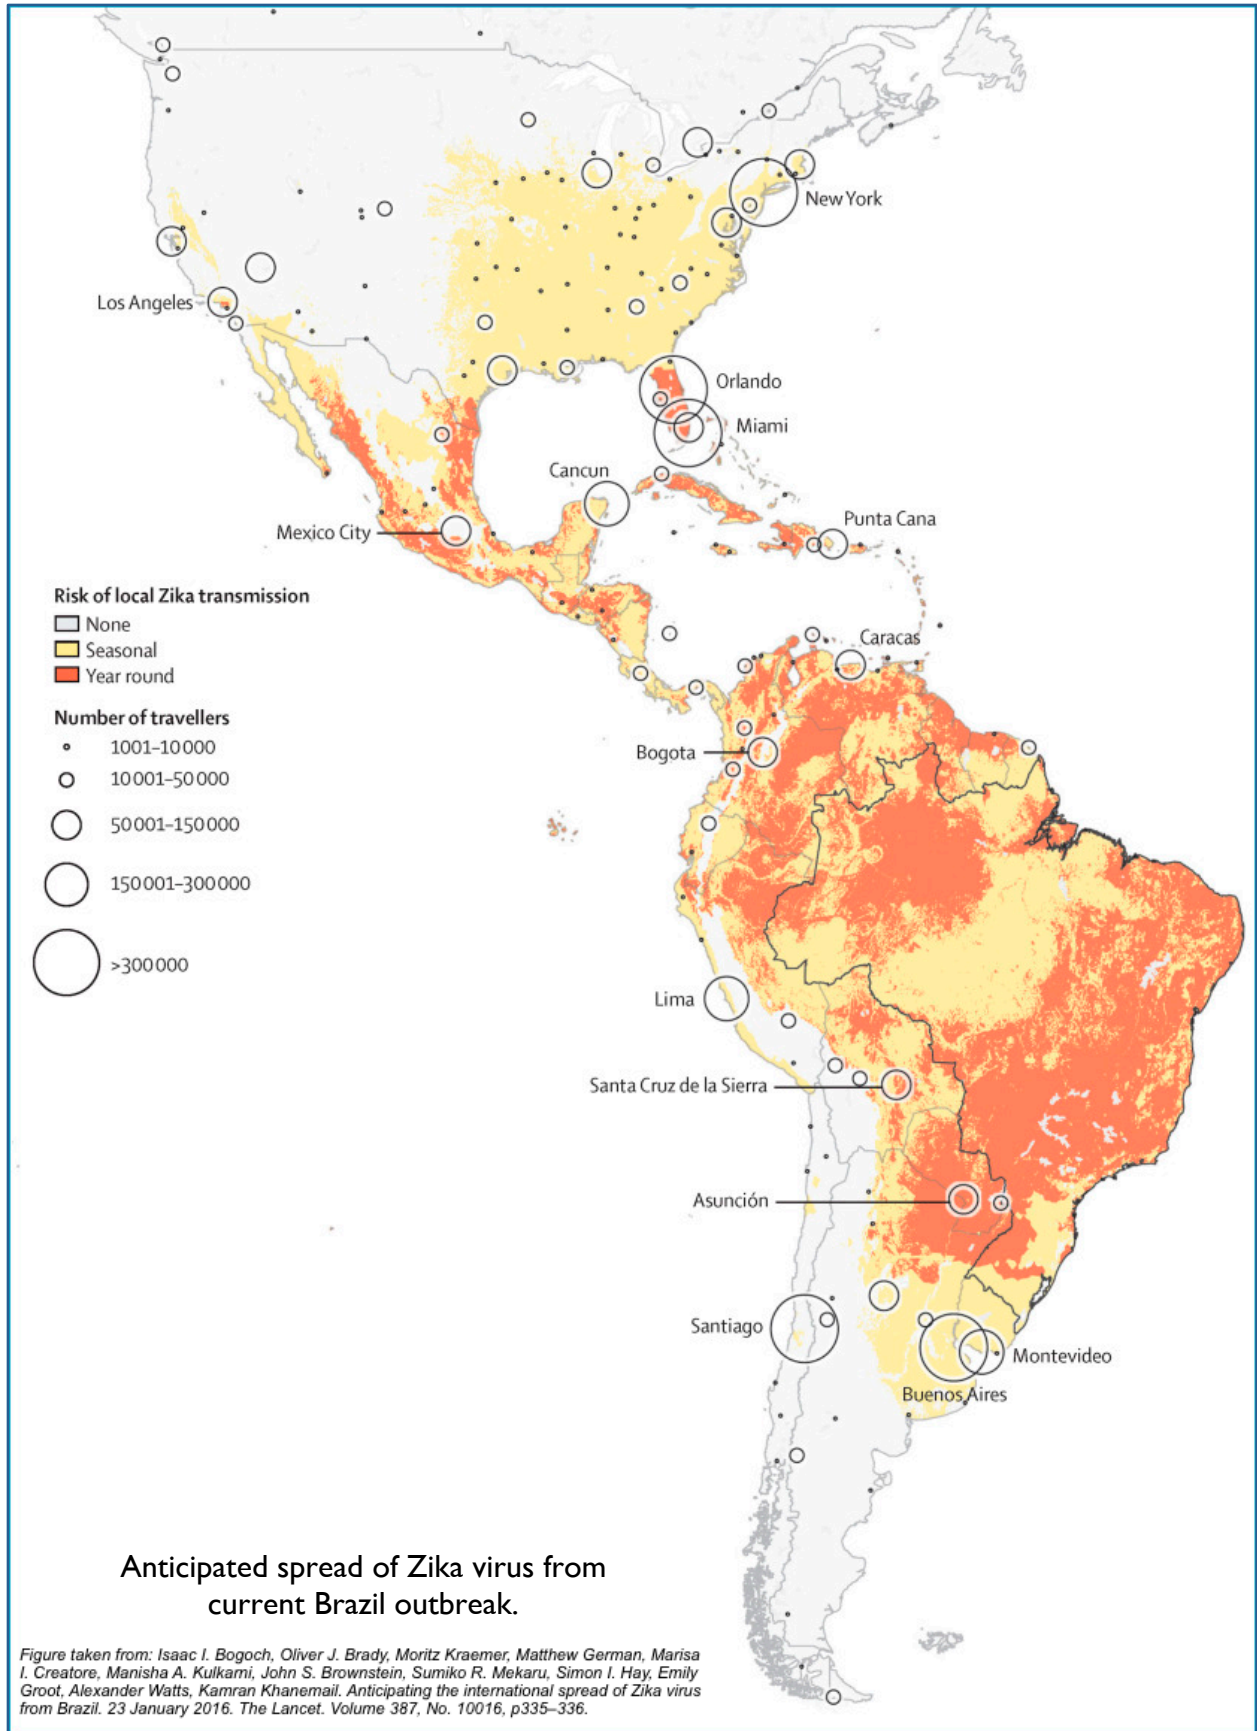 New York
Los Angeles
Orlando
Miami
Cancun
Punta Cana
Mexico City
Risk of local Zika transmission
None
Seasonal
Year round
Caracas
Number of travellers
1001–10 000
10 001–50 000
50 001–150 000
150 001–300 000
>300 000
Bogota
Lima
Santa Cruz de la Sierra
Asunción
Santiago
Montevideo
Buenos Aires
Anticipated spread of Zika virus from
current Brazil outbreak.
Figure taken from: Isaac I. Bogoch, Oliver J. Brady, Moritz Kraemer, Matthew German, Marisa
I. Creatore, Manisha A. Kulkarni, John S. Brownstein, Sumiko R. Mekaru, Simon I. Hay, Emily
Groot, Alexander Watts, Kamran Khanemail. Anticipating the international spread of Zika virus
from Brazil. 23 January 2016. The Lancet. Volume 387, No. 10016, p335–336.